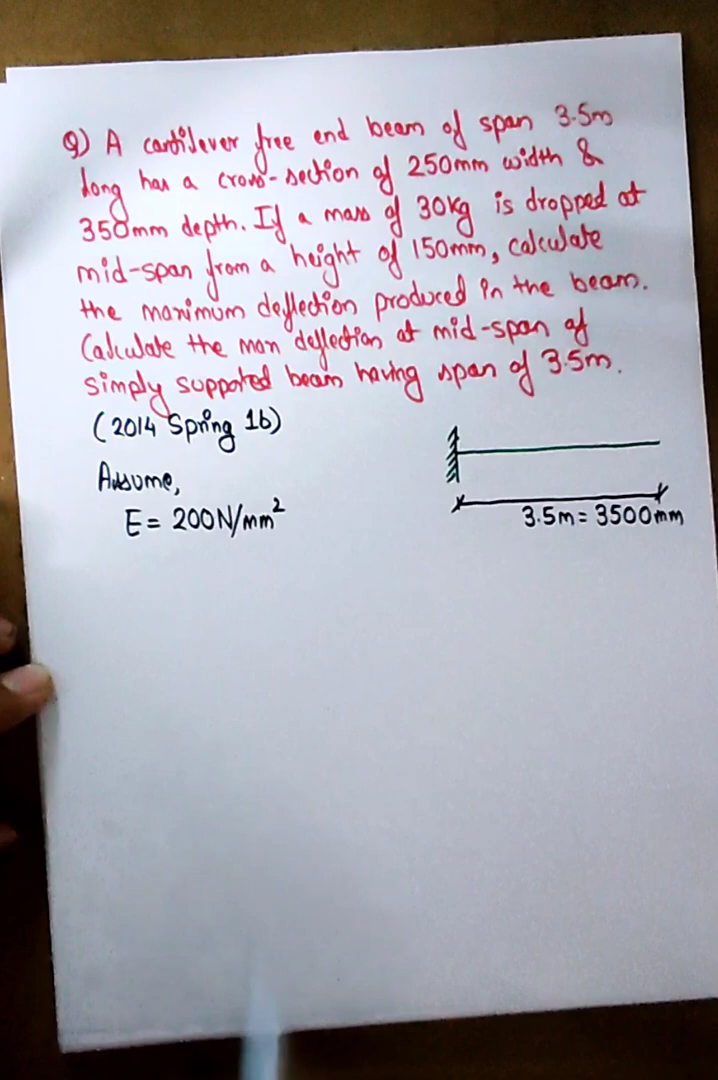 Q) A cantilever free end beam of span 3.5m
long has a cross-section of 250mm width &
350mm depth. If a mass of 30kg is dropped at
mid-span from a height of 150mm, calculate
the maximum deflection produced in the beam.
Calculate the max deflection at mid-span of
simply suppoted beam having span of 3.5m.
(2014 Spring 1b)
Assume,
E = 200N/mm²
3.5m = 3500mm